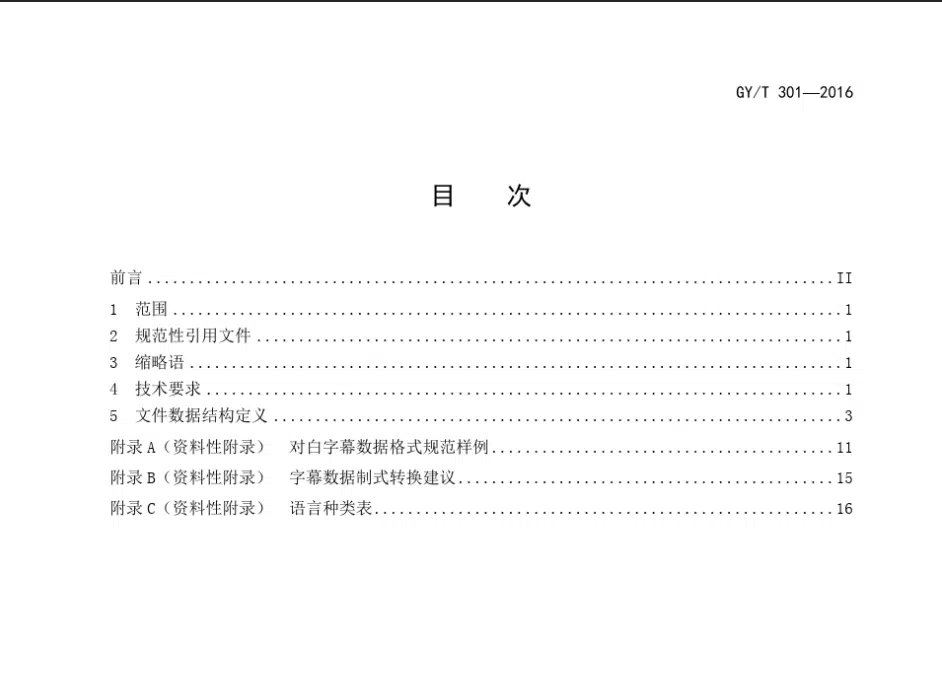 GY/T 301—2016
目 次
前言................................................................................II
1 范围................................................................................1
2 规范性引用文件......................................................................1
3 缩略语..............................................................................1
4 技术要求............................................................................1
5 文件数据结构定义....................................................................3
附录 A（资料性附录） 对白字幕数据格式规范样例.........................................11
附录 B（资料性附录） 字幕数据制式转换建议.............................................15
附录 C（资料性附录） 语言种类表.......................................................16